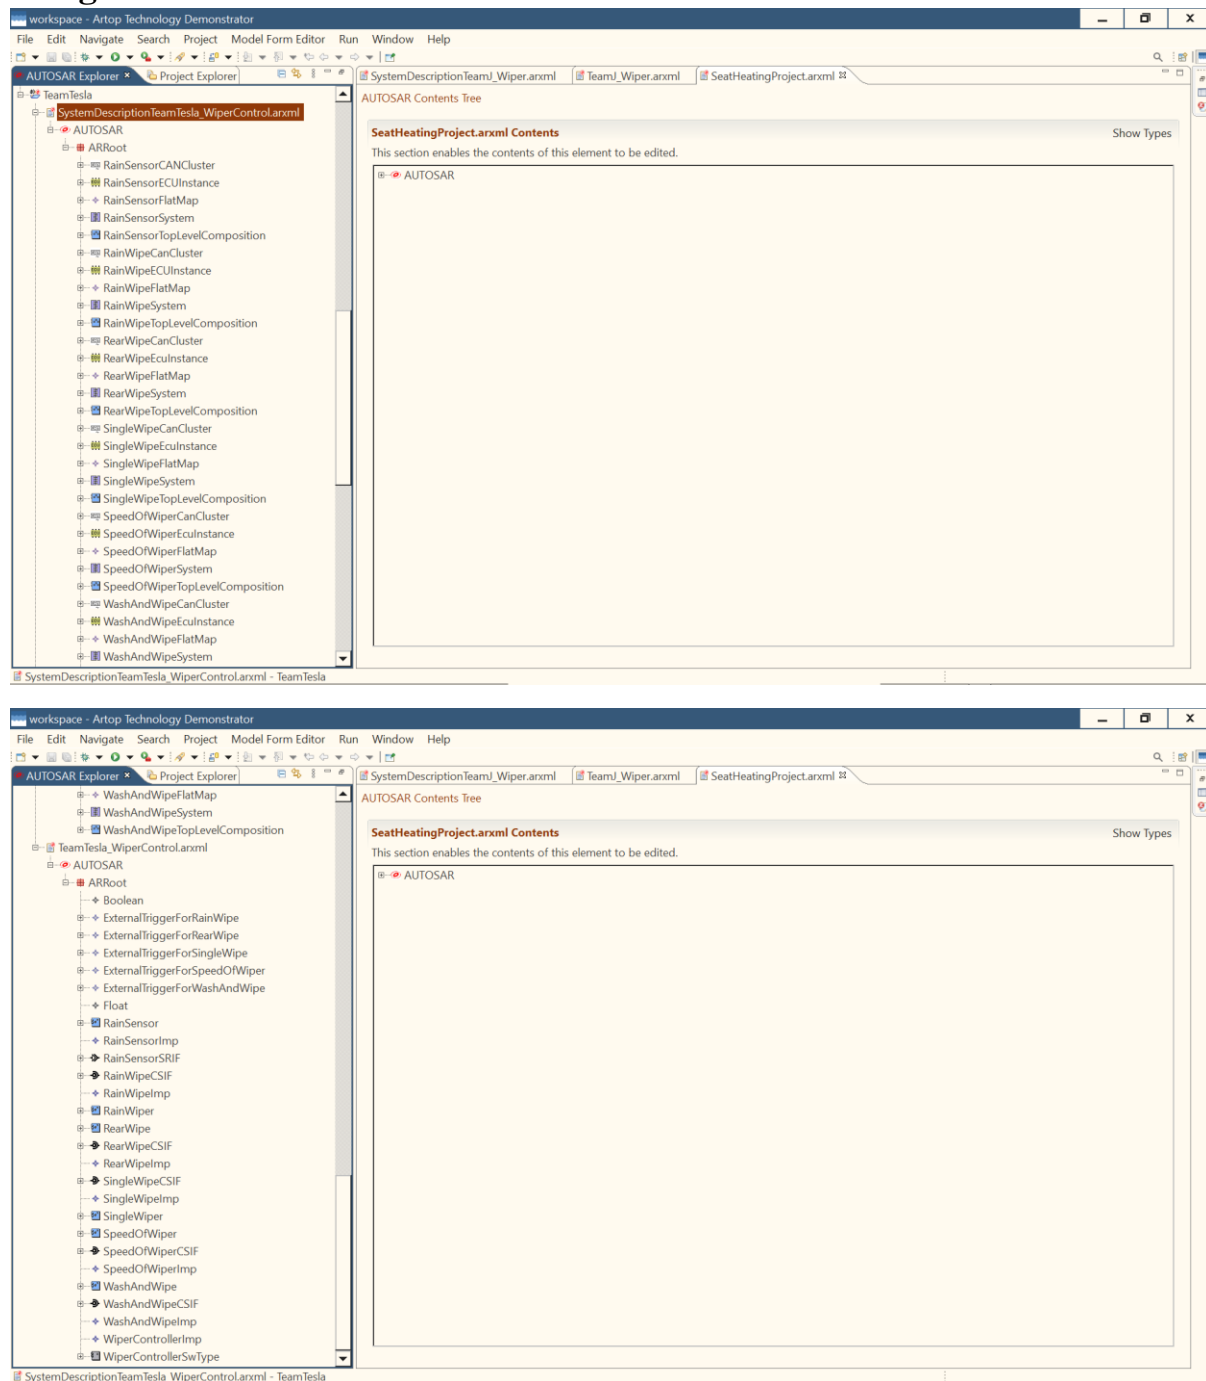 workspace - Artop Technology Demonstrator
File Edit Navigate Search Project Model Form Editor Run Window Help
AUTOSAR Explorer Project Explorer SystemDescriptionTeamJ_Wiper.arxml TeamJ_Wiper.arxml SeatHeatingProject.arxml
TeamTesla
AUTOSAR Contents Tree
SystemDescriptionTeamTesla_WiperControl.arxml
AUTOSAR
SeatHeatingProject.arxml Contents Show Types
ARRoot
This section enables the contents of this element to be edited.
RainSensorCANCluster
AUTOSAR
RainSensorECUInstance
RainSensorFlatMap
RainSensorSystem
RainSensorTopLevelComposition
RainWipeCanCluster
RainWipeECUInstance
RainWipeFlatMap
RainWipeSystem
RainWipeTopLevelComposition
RearWipeCanCluster
RearWipeEcuInstance
RearWipeFlatMap
RearWipeSystem
RearWipeTopLevelComposition
SingleWipeCanCluster
SingleWipeEcuInstance
SingleWipeFlatMap
SingleWipeSystem
SingleWipeTopLevelComposition
SpeedOfWiperCanCluster
SpeedOfWiperEcuInstance
SpeedOfWiperFlatMap
SpeedOfWiperSystem
SpeedOfWiperTopLevelComposition
WashAndWipeCanCluster
WashAndWipeEcuInstance
WashAndWipeFlatMap
WashAndWipeSystem
SystemDescriptionTeamTesla_WiperControl.arxml - TeamTesla
workspace - Artop Technology Demonstrator
File Edit Navigate Search Project Model Form Editor Run Window Help
AUTOSAR Explorer Project Explorer SystemDescriptionTeamJ_Wiper.arxml TeamJ_Wiper.arxml SeatHeatingProject.arxml
WashAndWipeFlatMap
AUTOSAR Contents Tree
WashAndWipeSystem
WashAndWipeTopLevelComposition
SeatHeatingProject.arxml Contents Show Types
TeamTesla_WiperControl.arxml
This section enables the contents of this element to be edited.
AUTOSAR
AUTOSAR
ARRoot
Boolean
ExternalTriggerForRainWipe
ExternalTriggerForRearWipe
ExternalTriggerForSingleWipe
ExternalTriggerForSpeedOfWiper
ExternalTriggerForWashAndWipe
Float
RainSensor
RainSensorImp
RainSensorSRIF
RainWipeCSIF
RainWipeImp
RainWiper
RearWipe
RearWipeCSIF
RearWipeImp
SingleWipeCSIF
SingleWipeImp
SingleWiper
SpeedOfWiper
SpeedOfWiperCSIF
SpeedOfWiperImp
WashAndWipe
WashAndWipeCSIF
WashAndWipeImp
WiperControllerImp
WiperControllerSwType
SystemDescriptionTeamTesla_WiperControl.arxml - TeamTesla